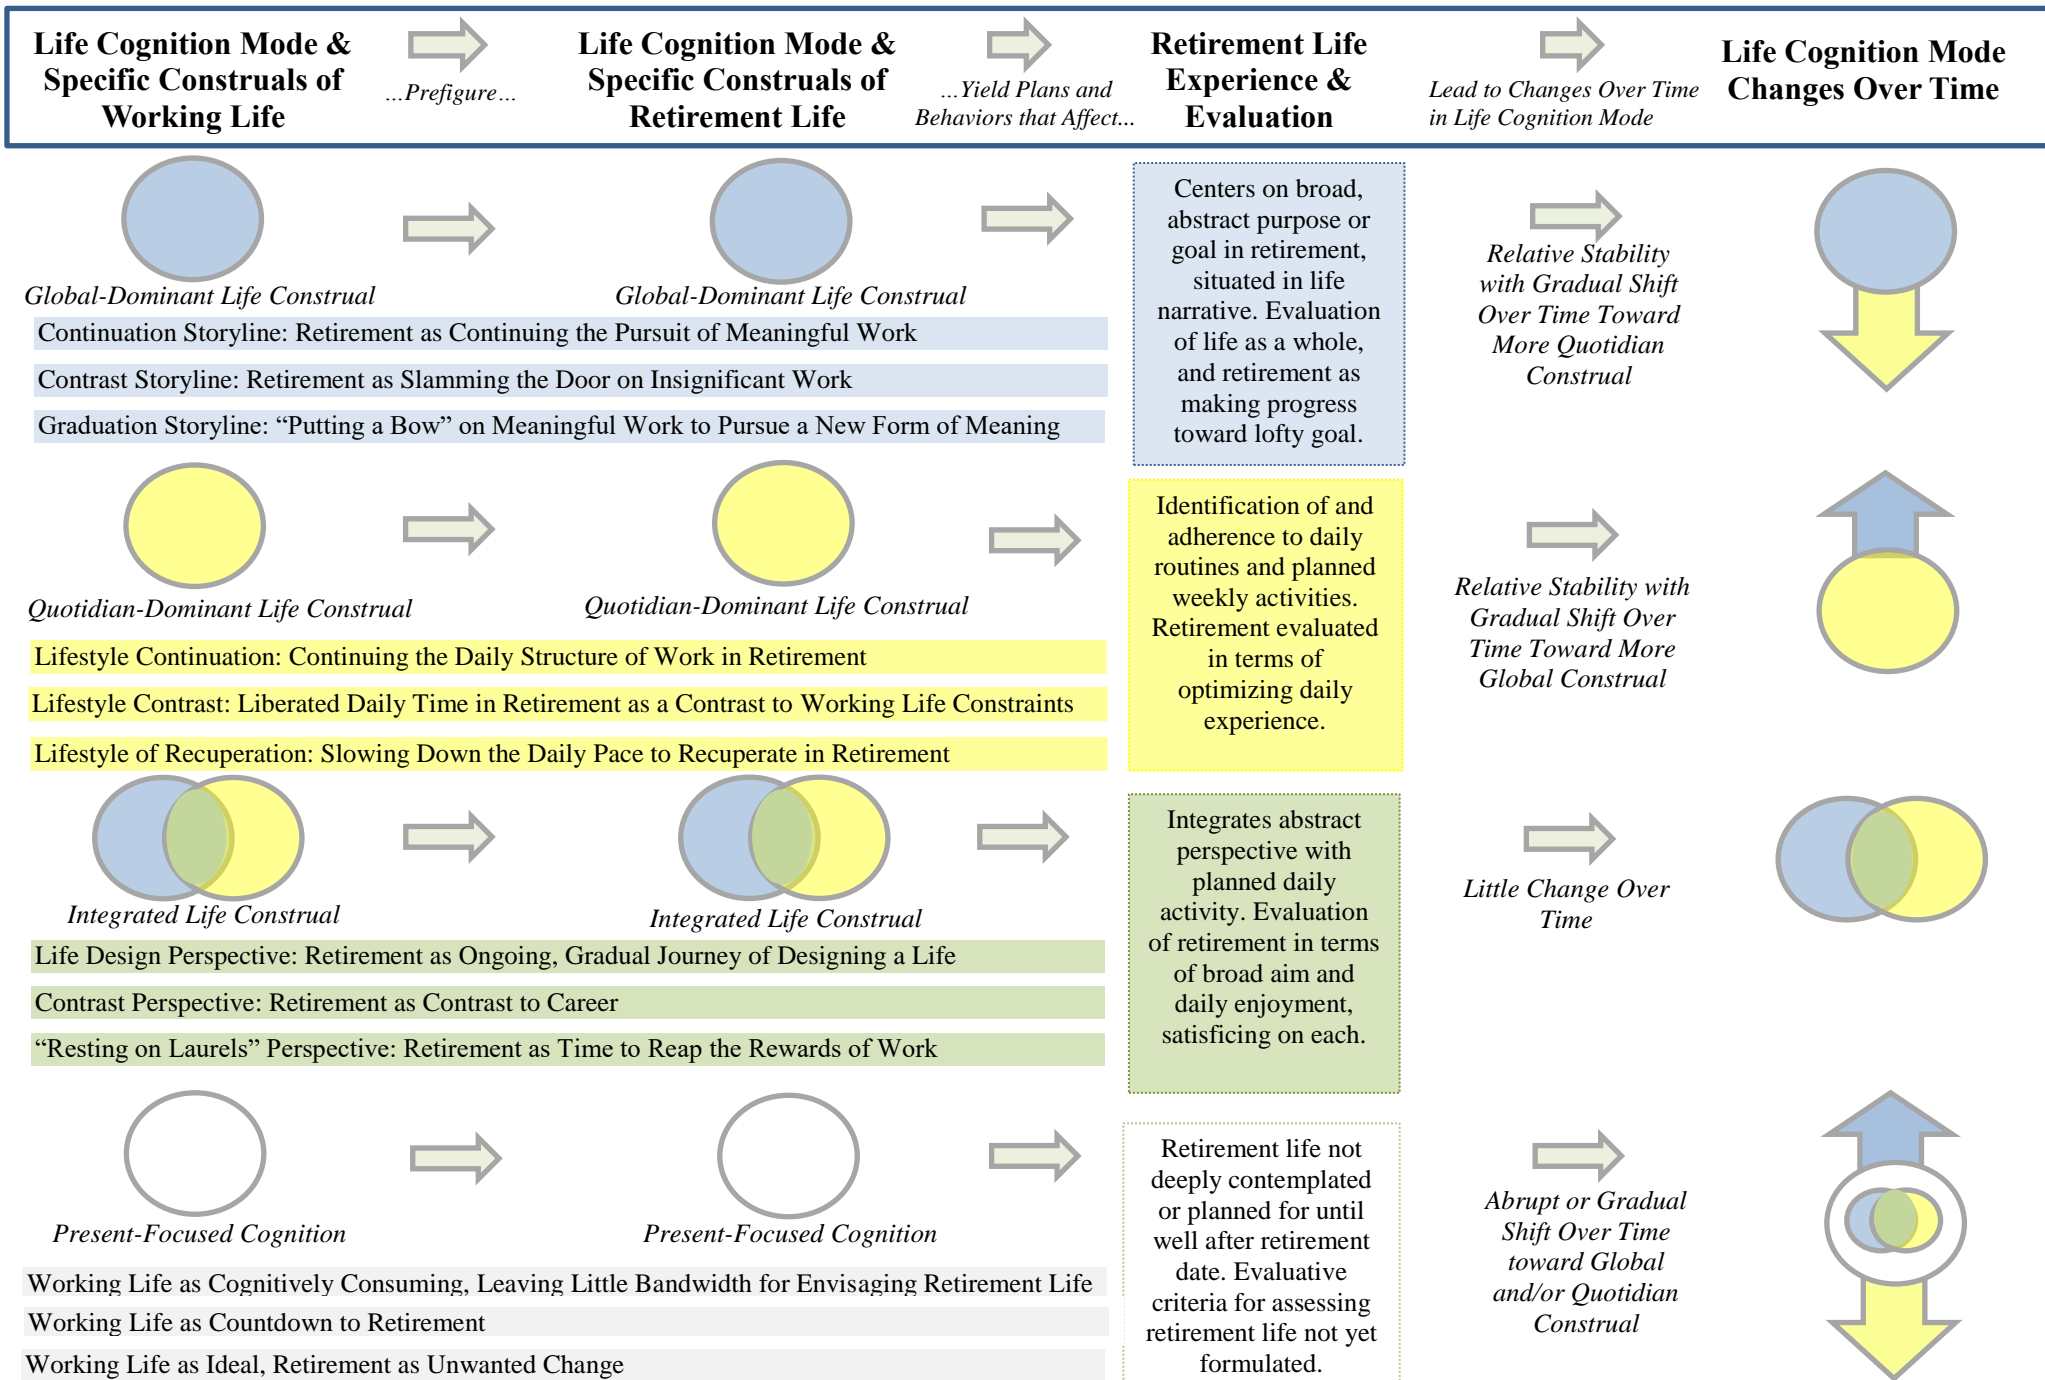 Life Cognition Mode &
Specific Construals of
Working Life
…Prefigure…
Life Cognition Mode &
Specific Construals of
Retirement Life
…Yield Plans and
Behaviors that Affect...
Retirement Life
Experience &
Evaluation
Lead to Changes Over Time
in Life Cognition Mode
Life Cognition Mode
Changes Over Time
Global-Dominant Life Construal
Global-Dominant Life Construal
Continuation Storyline: Retirement as Continuing the Pursuit of Meaningful Work
Contrast Storyline: Retirement as Slamming the Door on Insignificant Work
Graduation Storyline: “Putting a Bow” on Meaningful Work to Pursue a New Form of Meaning
Centers on broad,
abstract purpose or
goal in retirement,
situated in life
narrative. Evaluation
of life as a whole,
and retirement as
making progress
toward lofty goal.
Relative Stability
with Gradual Shift
Over Time Toward
More Quotidian
Construal
Quotidian-Dominant Life Construal
Quotidian-Dominant Life Construal
Lifestyle Continuation: Continuing the Daily Structure of Work in Retirement
Lifestyle Contrast: Liberated Daily Time in Retirement as a Contrast to Working Life Constraints
Lifestyle of Recuperation: Slowing Down the Daily Pace to Recuperate in Retirement
Identification of and
adherence to daily
routines and planned
weekly activities.
Retirement evaluated
in terms of
optimizing daily
experience.
Relative Stability with
Gradual Shift Over
Time Toward More
Global Construal
Integrated Life Construal
Integrated Life Construal
Life Design Perspective: Retirement as Ongoing, Gradual Journey of Designing a Life
Contrast Perspective: Retirement as Contrast to Career
“Resting on Laurels” Perspective: Retirement as Time to Reap the Rewards of Work
Integrates abstract
perspective with
planned daily
activity. Evaluation
of retirement in terms
of broad aim and
daily enjoyment,
satisficing on each.
Little Change Over
Time
Present-Focused Cognition
Present-Focused Cognition
Working Life as Cognitively Consuming, Leaving Little Bandwidth for Envisaging Retirement Life
Working Life as Countdown to Retirement
Working Life as Ideal, Retirement as Unwanted Change
Retirement life not
deeply contemplated
or planned for until
well after retirement
date. Evaluative
criteria for assessing
retirement life not yet
formulated.
Abrupt or Gradual
Shift Over Time
toward Global
and/or Quotidian
Construal